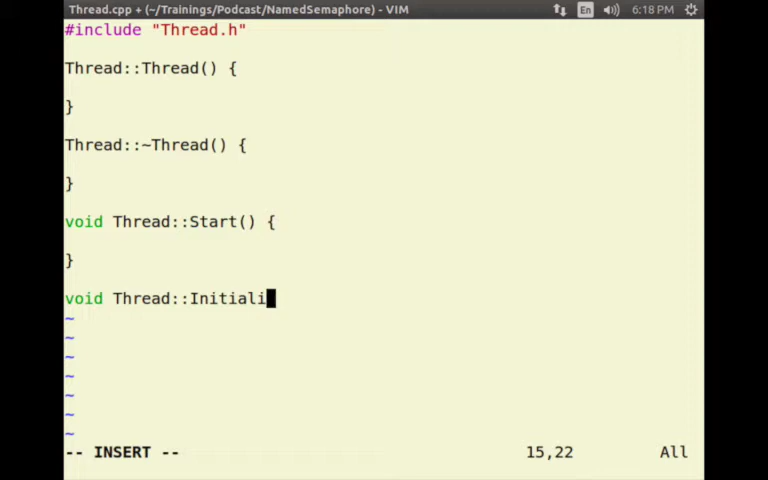 Thread.cpp + (~/Trainings/Podcast/NamedSemaphore) - VIM
En
6:18 PM
#include "Thread.h"
Thread::Thread() {
}
Thread::~Thread() {
}
void Thread::Start() {
}
void Thread::Initiali
~
~
~
~
~
~
~
-- INSERT --
15,22
All